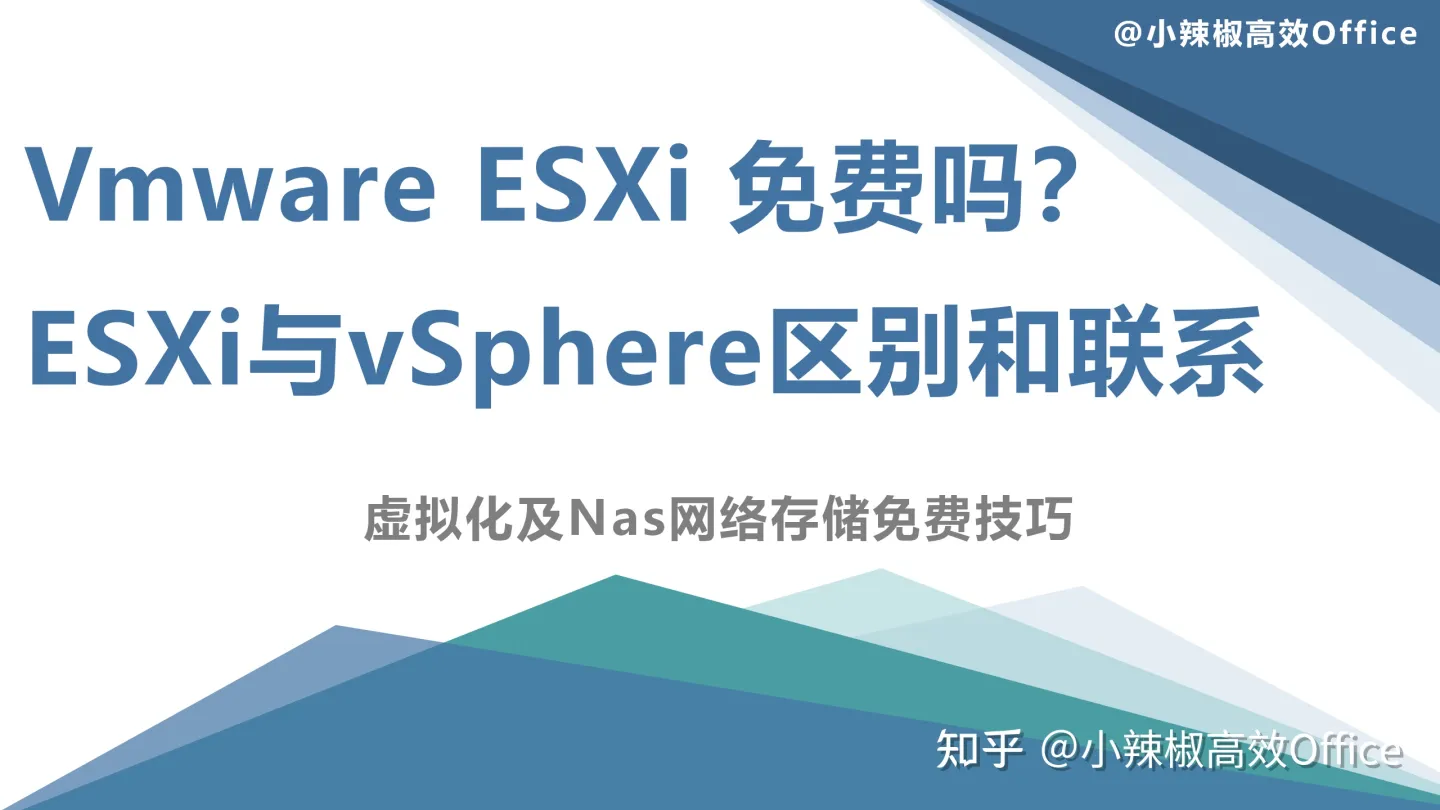 @小辣椒高效Office
Vmware ESXi 免费吗？
ESXi与vSphere区别和联系
虚拟化及Nas网络存储免费技巧
知乎 @小辣椒高效Office